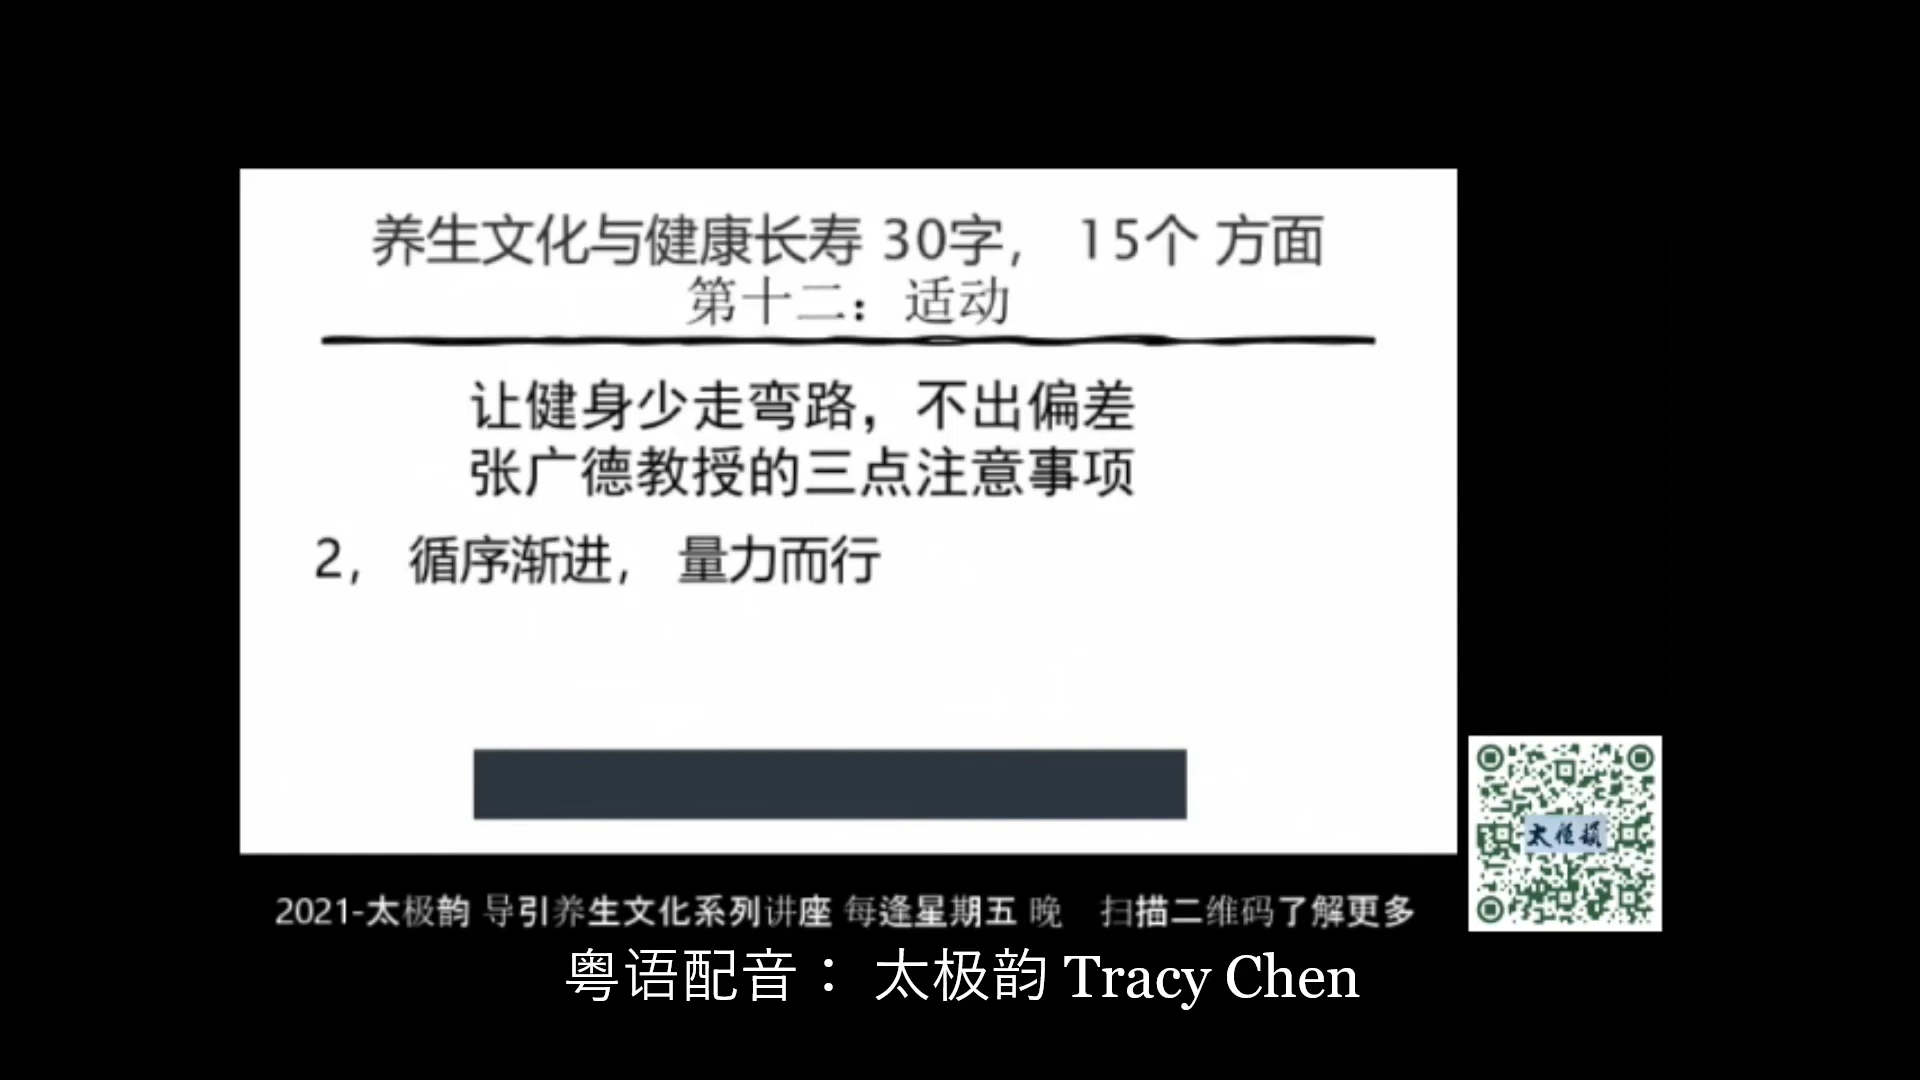 养生文化与健康长寿 30字， 15个 方面
第十二：适动
让健身少走弯路，不出偏差
张广德教授的三点注意事项
2， 循序渐进， 量力而行
太极韻
2021-太极韵 导引养生文化系列讲座 每逢星期五 晚 扫描二维码了解更多
粤语配音： 太极韵 Tracy Chen